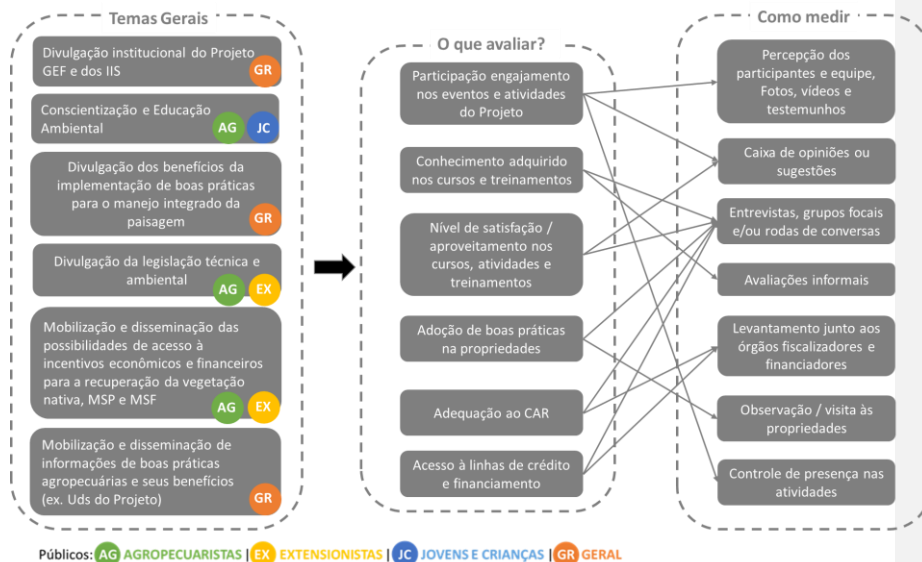 Temas Gerais
Divulgação institucional do Projeto
GEF e dos IIS
GR
Conscientização e Educação
Ambiental
AG JC
Divulgação dos benefícios da
implementação de boas práticas
para o manejo integrado da
paisagem
GR
Divulgação da legislação técnica e
ambiental
AG EX
Mobilização e disseminação das
possibilidades de acesso à
incentivos econômicos e financeiros
para a recuperação da vegetação
nativa, MSP e MSF
AG EX
Mobilização e disseminação de
informações de boas práticas
agropecuárias e seus benefícios
(ex. Uds do Projeto)
GR
O que avaliar?
Participação engajamento
nos eventos e atividades
do Projeto
Conhecimento adquirido
nos cursos e treinamentos
Nível de satisfação /
aproveitamento nos
cursos, atividades e
treinamentos
Adoção de boas práticas
na propriedades
Adequação ao CAR
Acesso à linhas de crédito
e financiamento
Como medir
Percepção dos
participantes e equipe,
Fotos, vídeos e
testemunhos
Caixa de opiniões ou
sugestões
Entrevistas, grupos focais
e/ou rodas de conversas
Avaliações informais
Levantamento junto aos
órgãos fiscalizadores e
financiadores
Observação / visita às
propriedades
Controle de presença nas
atividades
Públicos: AG AGROPECUARISTAS | EX EXTENSIONISTAS | JC JOVENS E CRIANÇAS | GR GERAL